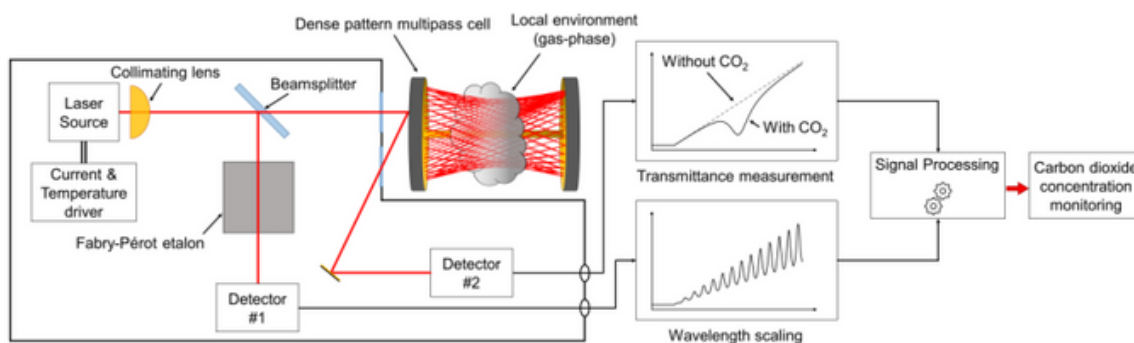 Dense pattern multipass cell
Local environment
(gas-phase)
Collimating lens
Beamsplitter
Laser
Source
Current &
Temperature
driver
Fabry-Pérot etalon
Detector
#1
Detector
#2
Without CO₂
With CO₂
Transmittance measurement
Wavelength scaling
Signal Processing
Carbon dioxide
concentration
monitoring